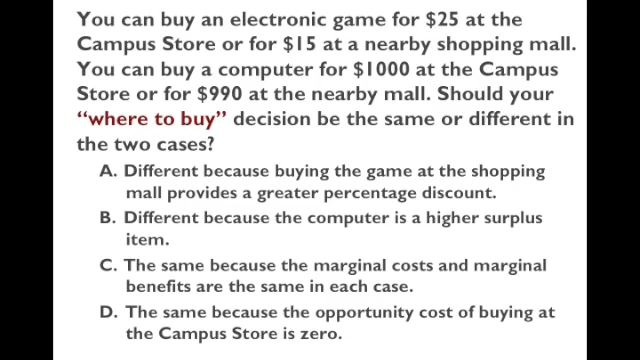 You can buy an electronic game for $25 at the
Campus Store or for $15 at a nearby shopping mall.
You can buy a computer for $1000 at the Campus
Store or for $990 at the nearby mall. Should your
“where to buy” decision be the same or different in
the two cases?
A. Different because buying the game at the shopping
mall provides a greater percentage discount.
B. Different because the computer is a higher surplus
item.
C. The same because the marginal costs and marginal
benefits are the same in each case.
D. The same because the opportunity cost of buying at
the Campus Store is zero.